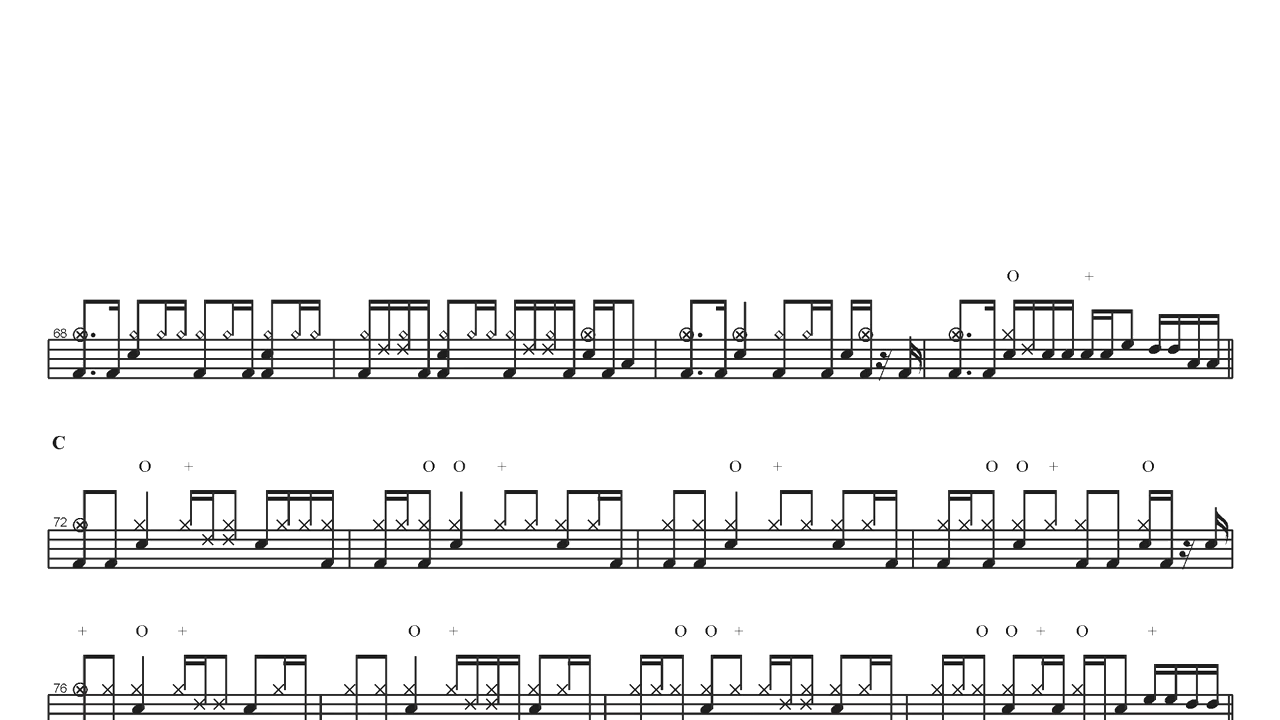 O +
68
C
O + O O + O + O O + O
72
+ O + O + O O + O O + O +
76